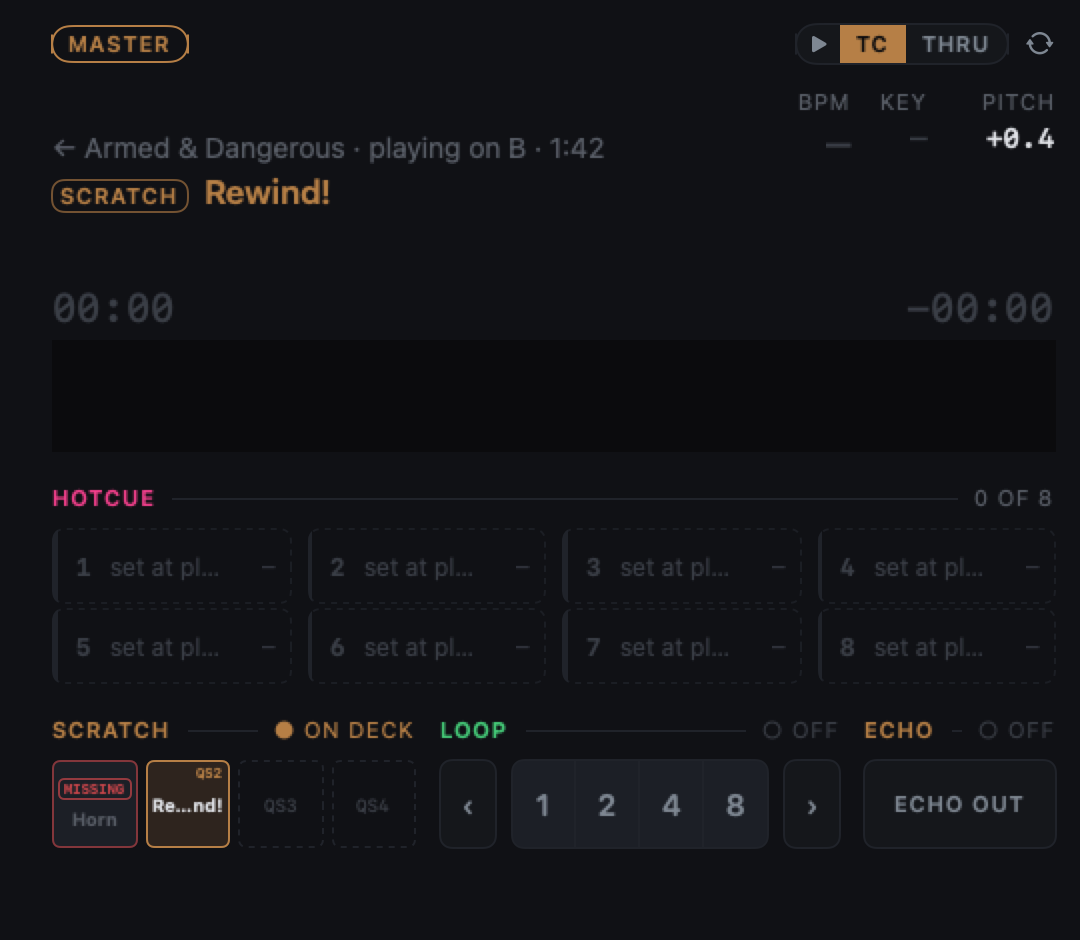 MASTER
TC THRU
BPM KEY PITCH
— – +0.4
← Armed & Dangerous · playing on B · 1:42
SCRATCH Rewind!
00:00 −00:00
HOTCUE 0 OF 8
1 set at pl... – 2 set at pl... – 3 set at pl... – 4 set at pl... –
5 set at pl... – 6 set at pl... – 7 set at pl... – 8 set at pl... –
SCRATCH ON DECK LOOP OFF ECHO OFF
MISSING
Horn
QS2
Re...nd!
QS3
QS4
‹ 1 2 4 8 ›
ECHO OUT